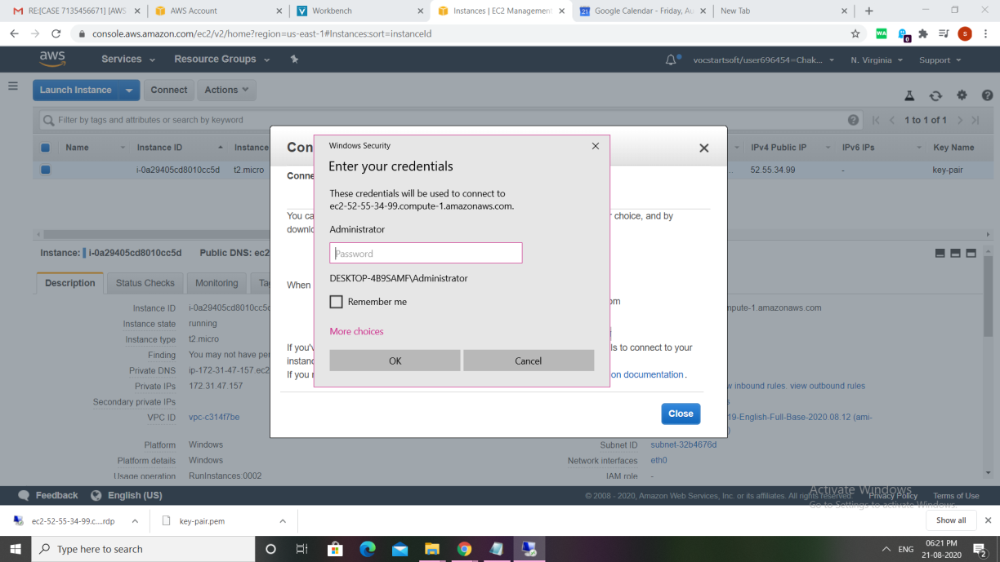 RE:[CASE 7135456671] [AWS
AWS Account
Workbench
Instances | EC2 Management
Google Calendar - Friday, Au
New Tab
console.aws.amazon.com/ec2/v2/home?region=us-east-1#Instances:sort=instanceId
WA
0
S
aws
Services
Resource Groups
vocstartsoft/user696454=Chak...
N. Virginia
Support
Launch Instance
Connect
Actions
Filter by tags and attributes or search by keyword
1 to 1 of 1
Name
Instance ID
Instance
IPv4 Public IP
IPv6 IPs
Key Name
i-0a29405cd8010cc5d
t2.micro
52.55.34.99
-
key-pair
Con
Conne
You ca
choice, and by
downlo
When
om
If you'v
ls to connect to your
instanc
If you
on documentation.
Close
Windows Security
Enter your credentials
These credentials will be used to connect to
ec2-52-55-34-99.compute-1.amazonaws.com.
Administrator
Password
DESKTOP-4B9SAMF\Administrator
Remember me
More choices
OK
Cancel
Instance:
i-0a29405cd8010cc5d
Public DNS: ec2
Description
Status Checks
Monitoring
Instance ID
i-0a29405cd8010cc5d
Instance state
running
Instance type
t2.micro
Finding
You may not have per
Private DNS
ip-172-31-47-157.ec2
Private IPs
172.31.47.157
Secondary private IPs
VPC ID
vpc-c314f7be
Platform
Windows
Platform details
Windows
Usage operation
RunInstances:0002
mpute-1.amazonaws.com
inbound rules. view outbound rules
19-English-Full-Base-2020.08.12 (ami-
)
Subnet ID
subnet-32b4676d
Network interfaces
eth0
IAM role
-
Feedback
English (US)
© 2008 - 2020, Amazon Web Services, Inc. or its affiliates. All rights reserved.
Privacy Policy
Terms of Use
Activate Windows
Go to Settings to activate Windows.
ec2-52-55-34-99.c....rdp
key-pair.pem
Show all
Type here to search
ENG
06:21 PM
21-08-2020
2